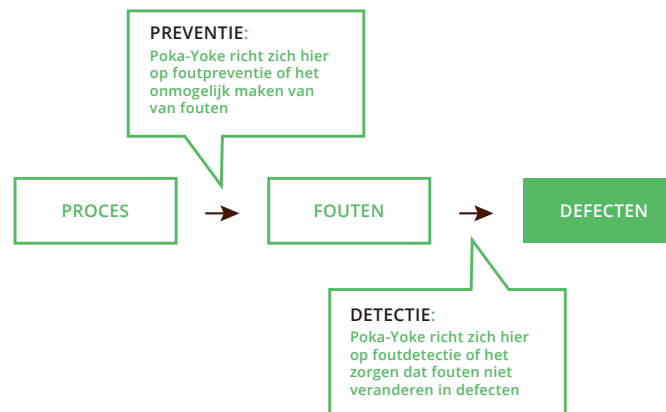 PREVENTIE:
Poka-Yoke richt zich hier
op foutpreventie of het
onmogelijk maken van
van fouten
PROCES
FOUTEN
DEFECTEN
DETECTIE:
Poka-Yoke richt zich hier
op foutdetectie of het
zorgen dat fouten niet
veranderen in defecten